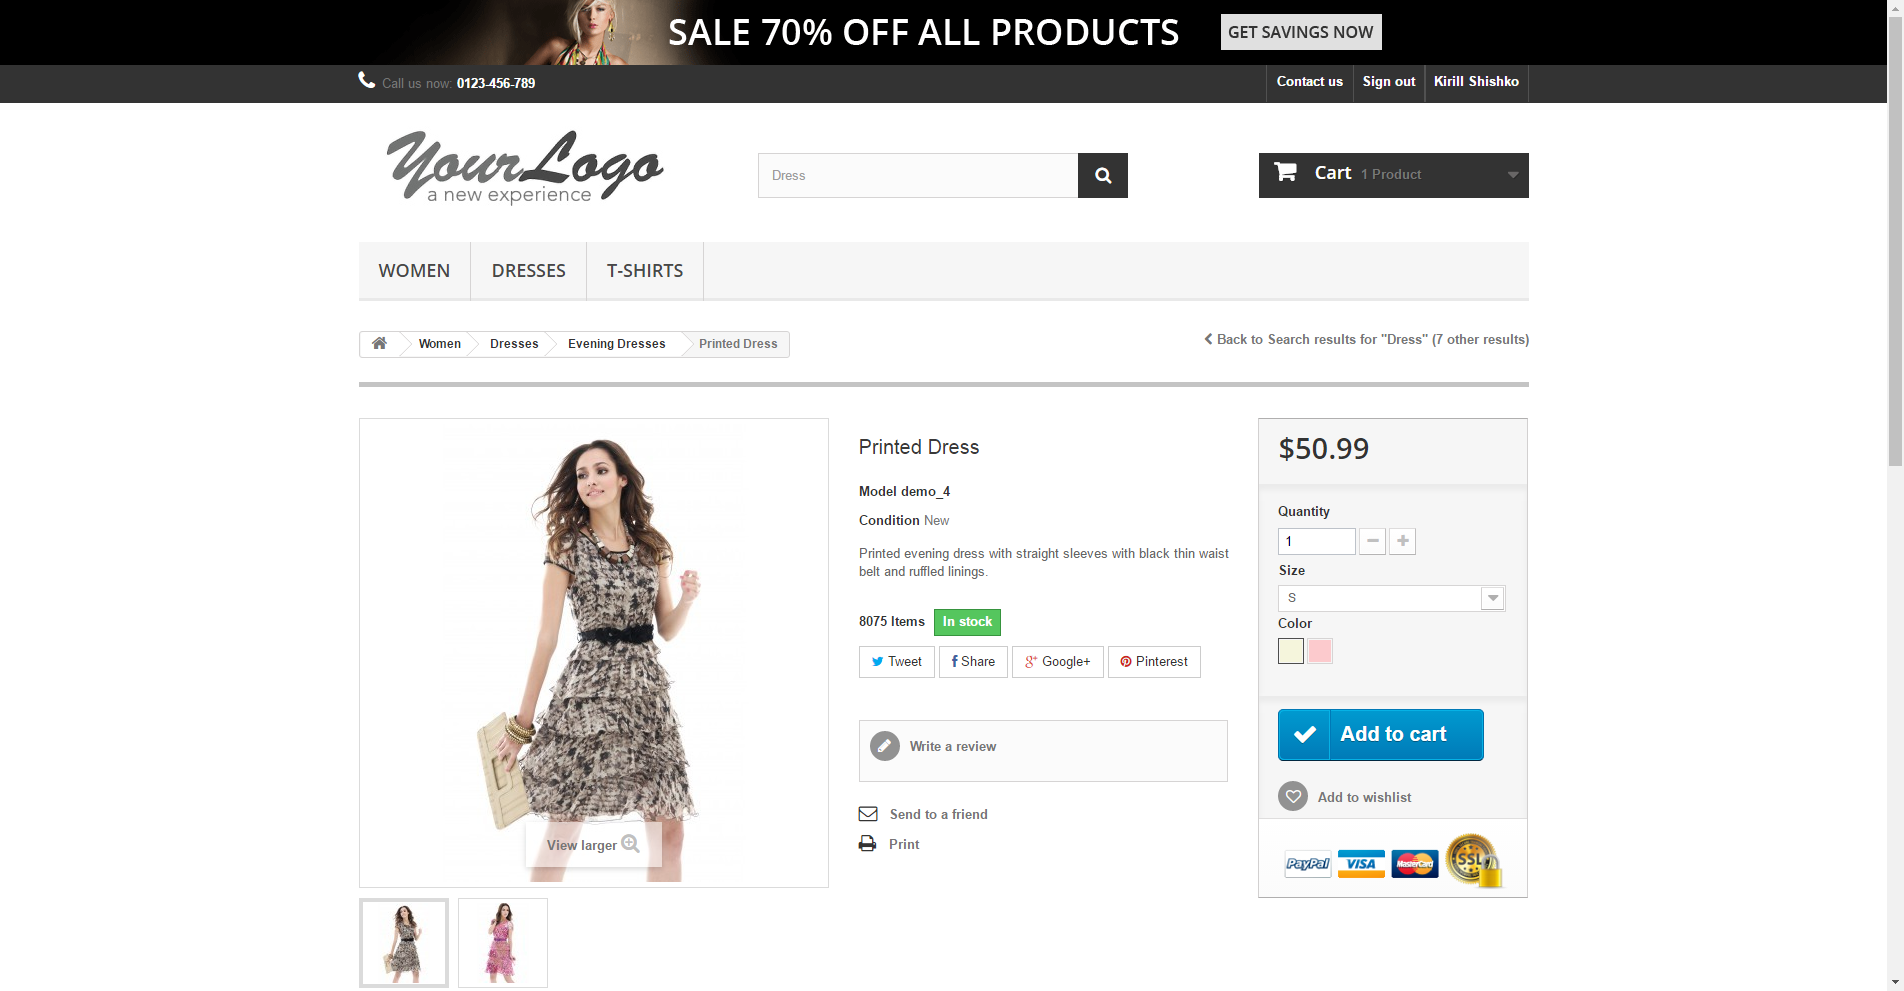 SALE 70% OFF ALL PRODUCTS GET SAVINGS NOW
Call us now: 0123-456-789
Contact us
Sign out
Kirill Shishko
YourLogo
a new experience
Dress
Cart 1 Product
WOMEN
DRESSES
T-SHIRTS
Women
Dresses
Evening Dresses
Printed Dress
Back to Search results for "Dress" (7 other results)
View larger
Printed Dress
Model demo_4
Condition New
Printed evening dress with straight sleeves with black thin waist
belt and ruffled linings.
8075 Items In stock
Tweet
Share
Google+
Pinterest
Write a review
Send to a friend
Print
$50.99
Quantity
1
Size
S
Color
Add to cart
Add to wishlist
PayPal VISA MasterCard SSL